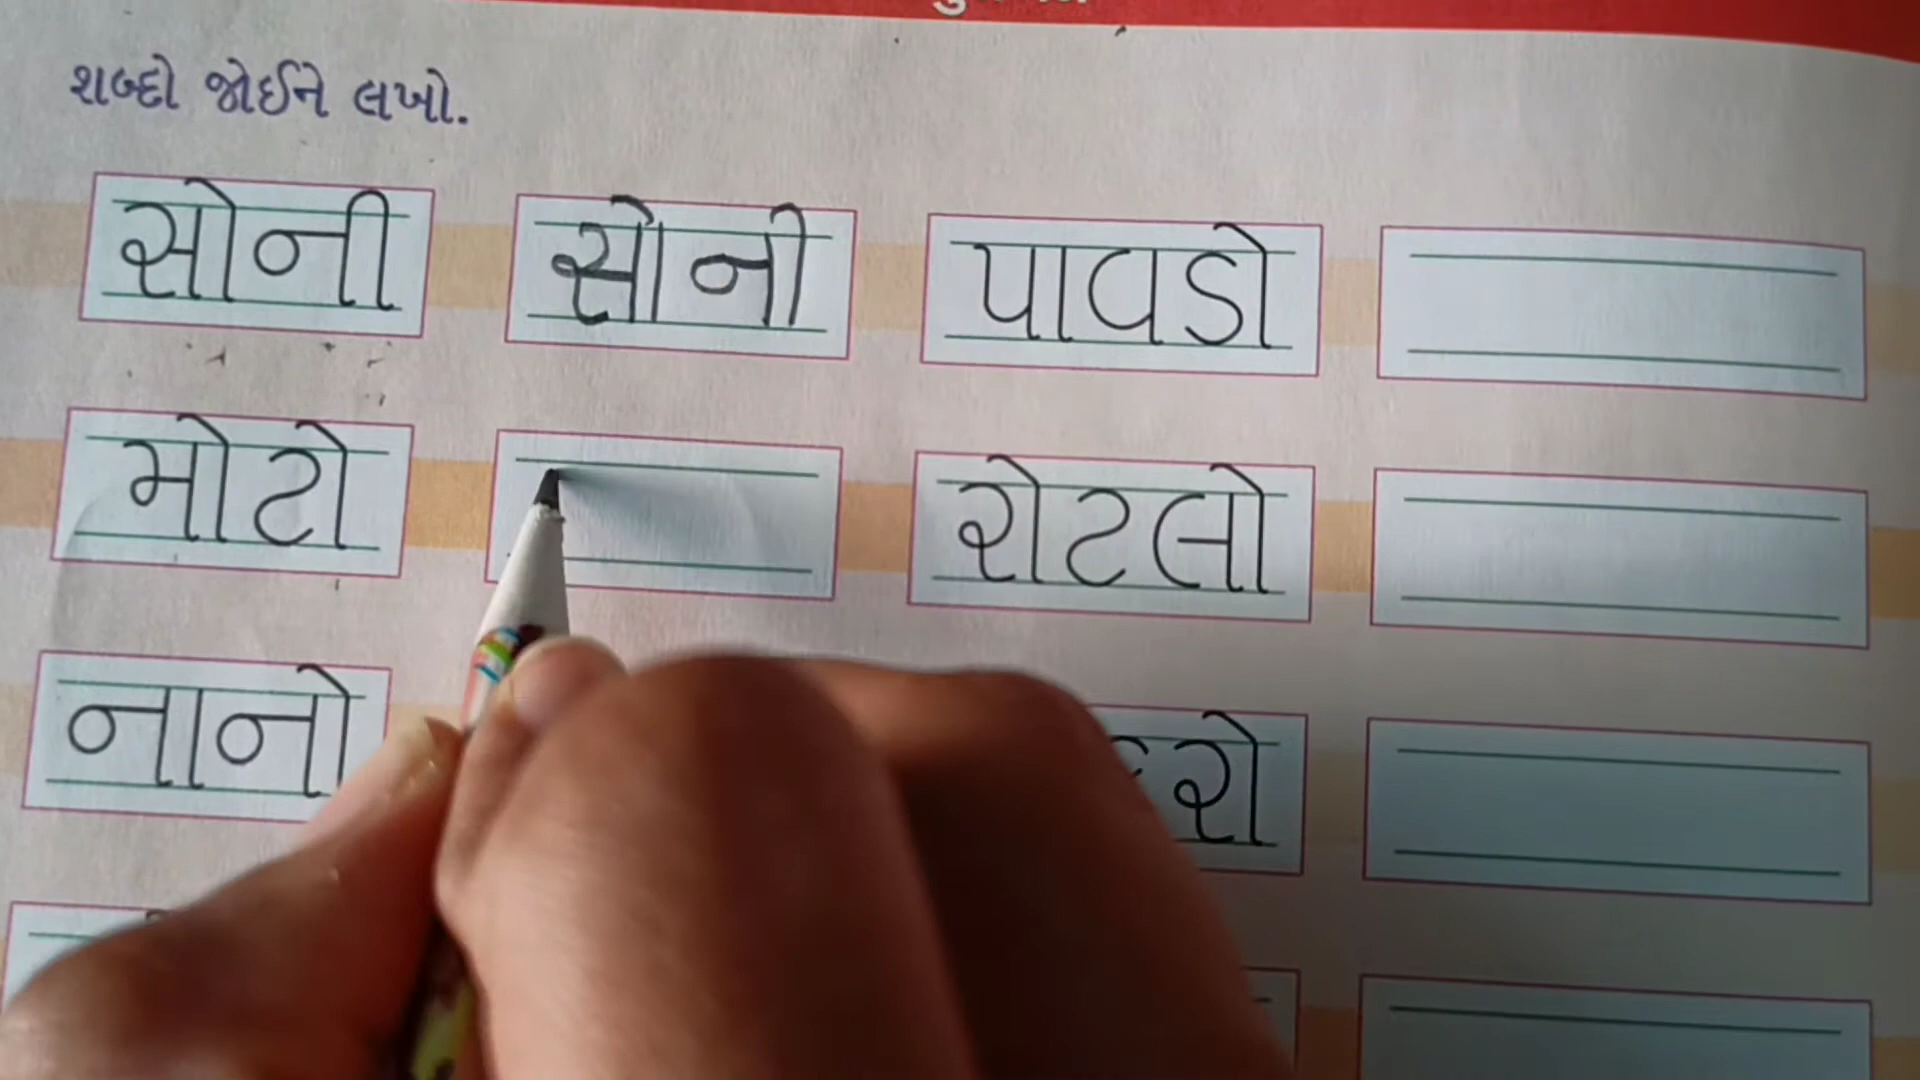 શબ્દો જોઈને લખો.
સોની સોની પાવડો
મોટો રોટલો
નાનો